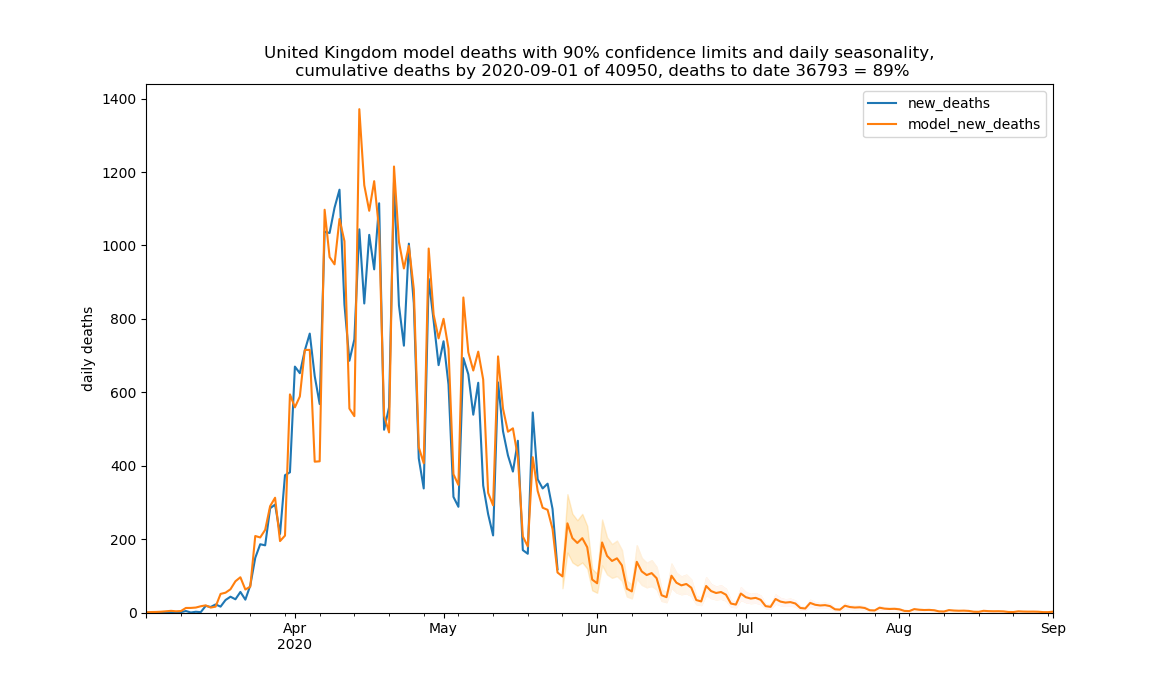 United Kingdom model deaths with 90% confidence limits and daily seasonality,
cumulative deaths by 2020-09-01 of 40950, deaths to date 36793 = 89%
new_deaths
model_new_deaths
daily deaths
1400
1200
1000
800
600
400
200
0
Apr
2020
May
Jun
Jul
Aug
Sep